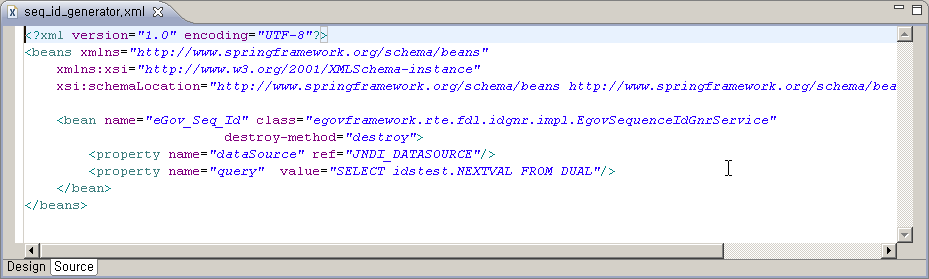 seq_id_generator.xml
<?xml version="1.0" encoding="UTF-8"?>
<beans xmlns="http://www.springframework.org/schema/beans"
    xmlns:xsi="http://www.w3.org/2001/XMLSchema-instance"
    xsi:schemaLocation="http://www.springframework.org/schema/beans http://www.springframework.org/schema/bea
    <bean name="eGov_Seq_Id" class="egovframework.rte.fdl.idgnr.impl.EgovSequenceIdGnrService"
                         destroy-method="destroy">
        <property name="dataSource" ref="JNDI_DATASOURCE"/>
        <property name="query"  value="SELECT idstest.NEXTVAL FROM DUAL"/>
    </bean>
</beans>
Design Source